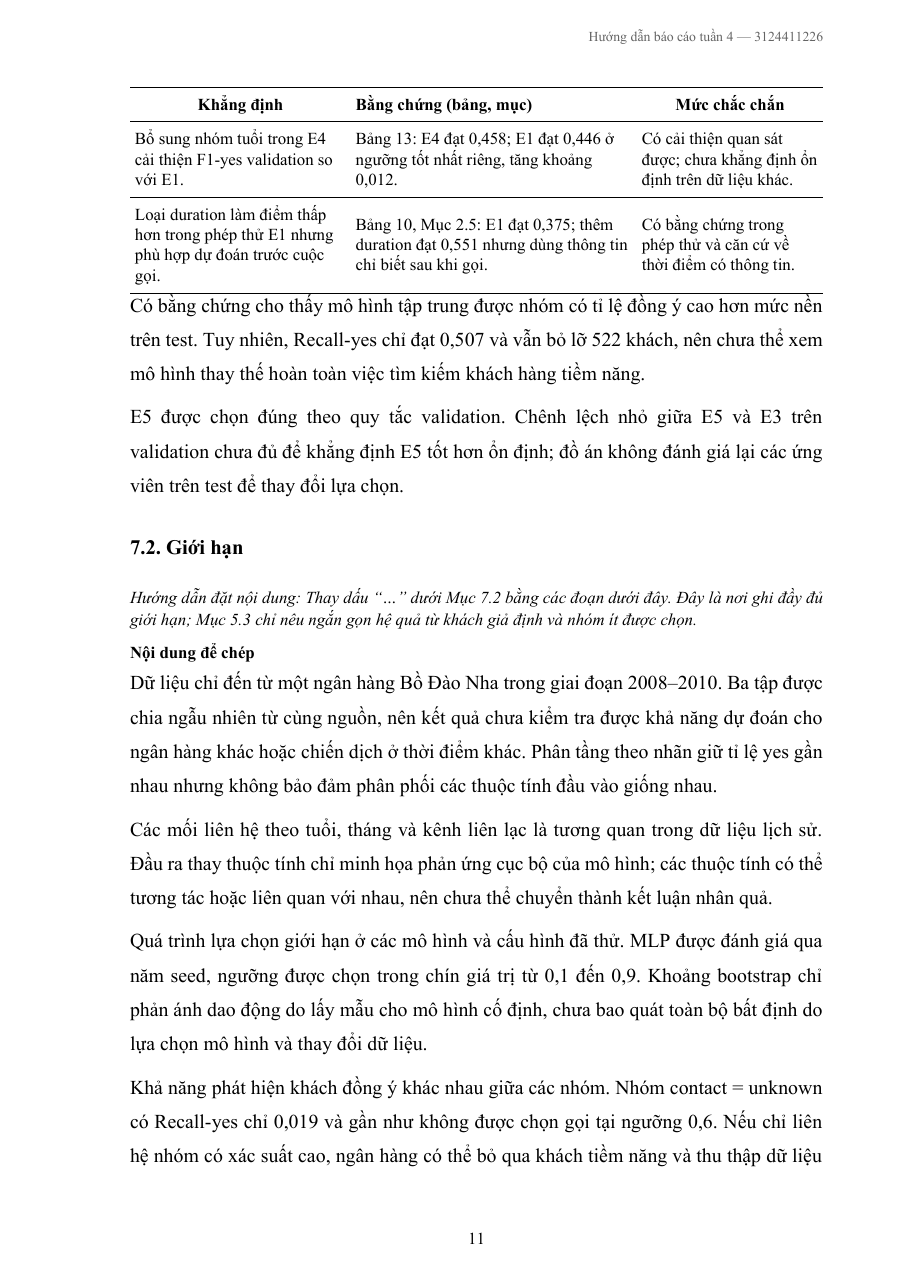 Hướng dẫn báo cáo tuần 4 — 3124411226
Khẳng định Bằng chứng (bảng, mục) Mức chắc chắn
Bổ sung nhóm tuổi trong E4
cải thiện F1-yes validation so
với E1.
Bảng 13: E4 đạt 0,458; E1 đạt 0,446 ở
ngưỡng tốt nhất riêng, tăng khoảng
0,012.
Có cải thiện quan sát
được; chưa khẳng định ổn
định trên dữ liệu khác.
Loại duration làm điểm thấp
hơn trong phép thử E1 nhưng
phù hợp dự đoán trước cuộc
gọi.
Bảng 10, Mục 2.5: E1 đạt 0,375; thêm
duration đạt 0,551 nhưng dùng thông tin
chỉ biết sau khi gọi.
Có bằng chứng trong
phép thử và căn cứ về
thời điểm có thông tin.
Có bằng chứng cho thấy mô hình tập trung được nhóm có tỉ lệ đồng ý cao hơn mức nền
trên test. Tuy nhiên, Recall-yes chỉ đạt 0,507 và vẫn bỏ lỡ 522 khách, nên chưa thể xem
mô hình thay thế hoàn toàn việc tìm kiếm khách hàng tiềm năng.
E5 được chọn đúng theo quy tắc validation. Chênh lệch nhỏ giữa E5 và E3 trên
validation chưa đủ để khẳng định E5 tốt hơn ổn định; đồ án không đánh giá lại các ứng
viên trên test để thay đổi lựa chọn.
7.2. Giới hạn
Hướng dẫn đặt nội dung: Thay dấu “…” dưới Mục 7.2 bằng các đoạn dưới đây. Đây là nơi ghi đầy đủ
giới hạn; Mục 5.3 chỉ nêu ngắn gọn hệ quả từ khách giả định và nhóm ít được chọn.
Nội dung để chép
Dữ liệu chỉ đến từ một ngân hàng Bồ Đào Nha trong giai đoạn 2008–2010. Ba tập được
chia ngẫu nhiên từ cùng nguồn, nên kết quả chưa kiểm tra được khả năng dự đoán cho
ngân hàng khác hoặc chiến dịch ở thời điểm khác. Phân tầng theo nhãn giữ tỉ lệ yes gần
nhau nhưng không bảo đảm phân phối các thuộc tính đầu vào giống nhau.
Các mối liên hệ theo tuổi, tháng và kênh liên lạc là tương quan trong dữ liệu lịch sử.
Đầu ra thay thuộc tính chỉ minh họa phản ứng cục bộ của mô hình; các thuộc tính có thể
tương tác hoặc liên quan với nhau, nên chưa thể chuyển thành kết luận nhân quả.
Quá trình lựa chọn giới hạn ở các mô hình và cấu hình đã thử. MLP được đánh giá qua
năm seed, ngưỡng được chọn trong chín giá trị từ 0,1 đến 0,9. Khoảng bootstrap chỉ
phản ánh dao động do lấy mẫu cho mô hình cố định, chưa bao quát toàn bộ bất định do
lựa chọn mô hình và thay đổi dữ liệu.
Khả năng phát hiện khách đồng ý khác nhau giữa các nhóm. Nhóm contact = unknown
có Recall-yes chỉ 0,019 và gần như không được chọn gọi tại ngưỡng 0,6. Nếu chỉ liên
hệ nhóm có xác suất cao, ngân hàng có thể bỏ qua khách tiềm năng và thu thập dữ liệu
11